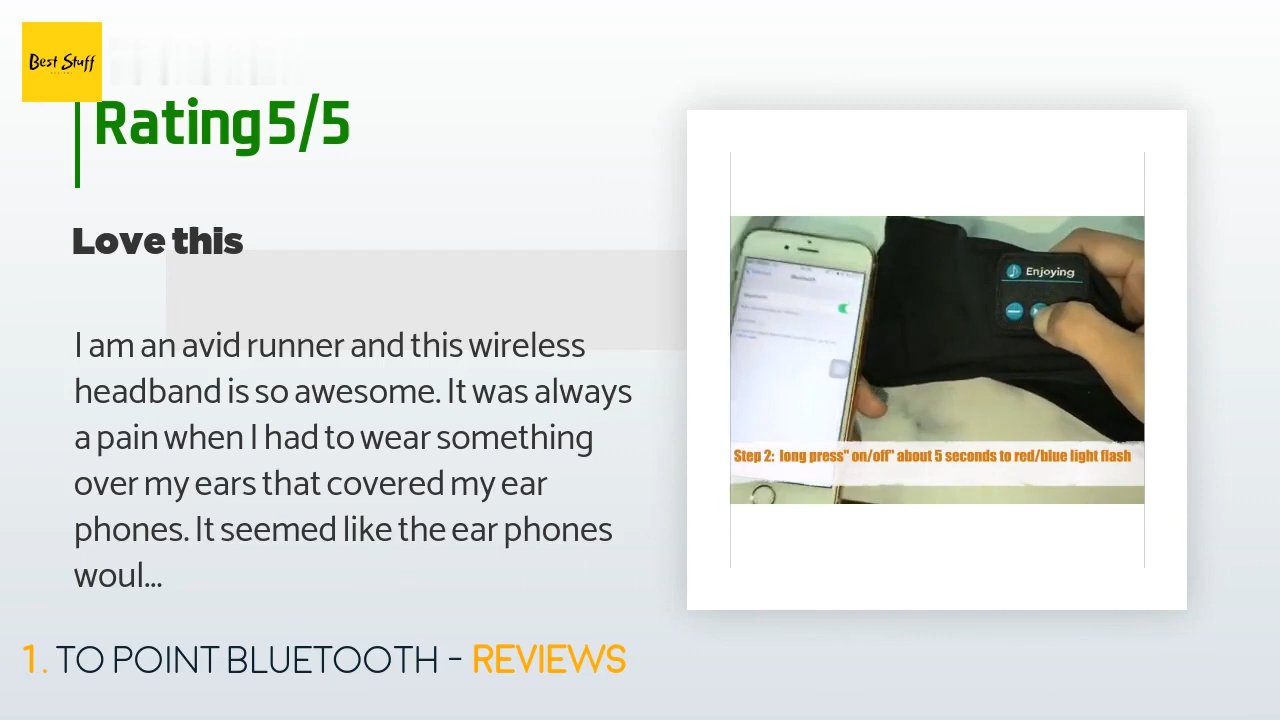 Best Stuff
Rating 5/5
Love this
I am an avid runner and this wireless
headband is so awesome. It was always
a pain when I had to wear something
over my ears that covered my ear
phones. It seemed like the ear phones
woul...
Enjoying
Step 2: long press" on/off" about 5 seconds to red/blue light flash
1. TO POINT BLUETOOTH - REVIEWS